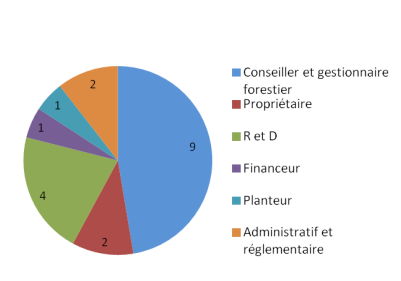 2
1
1
9
4
2
Conseiller et gestionnaire
forestier
Propriétaire
R et D
Financeur
Planteur
Administratif et
réglementaire